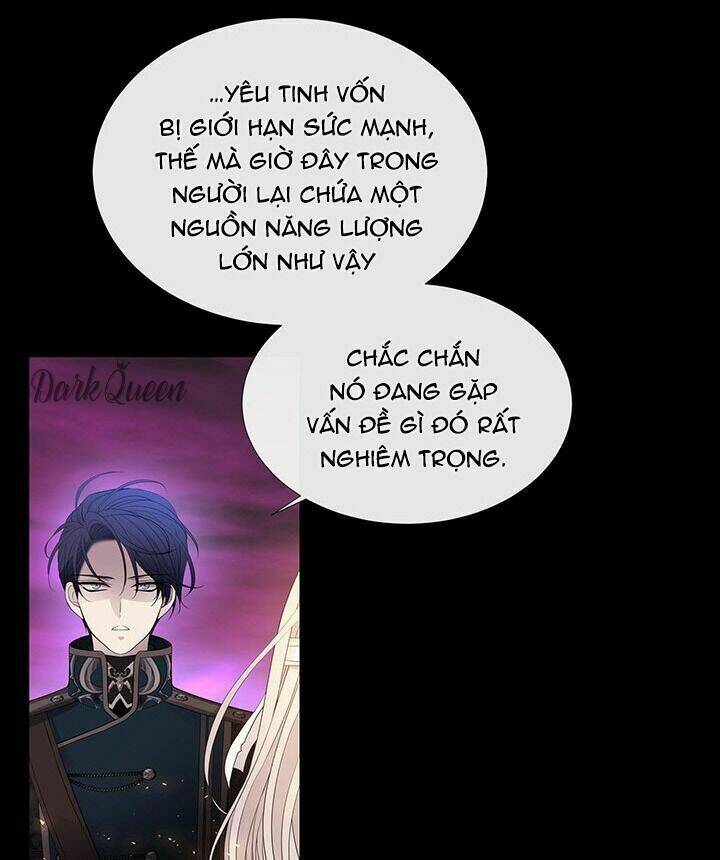 ...YÊU TINH VỐN
BỊ GIỚI HẠN SỨC MẠNH,
THẾ MÀ GIỜ ĐÂY TRONG
NGƯỜI LẠI CHỨA MỘT
NGUỒN NĂNG LƯỢNG
LỚN NHƯ VẬY
CHẮC CHẮN
NÓ ĐANG GẶP
VẤN ĐỀ GÌ ĐÓ RẤT
NGHIÊM TRỌNG.
DarkQueen